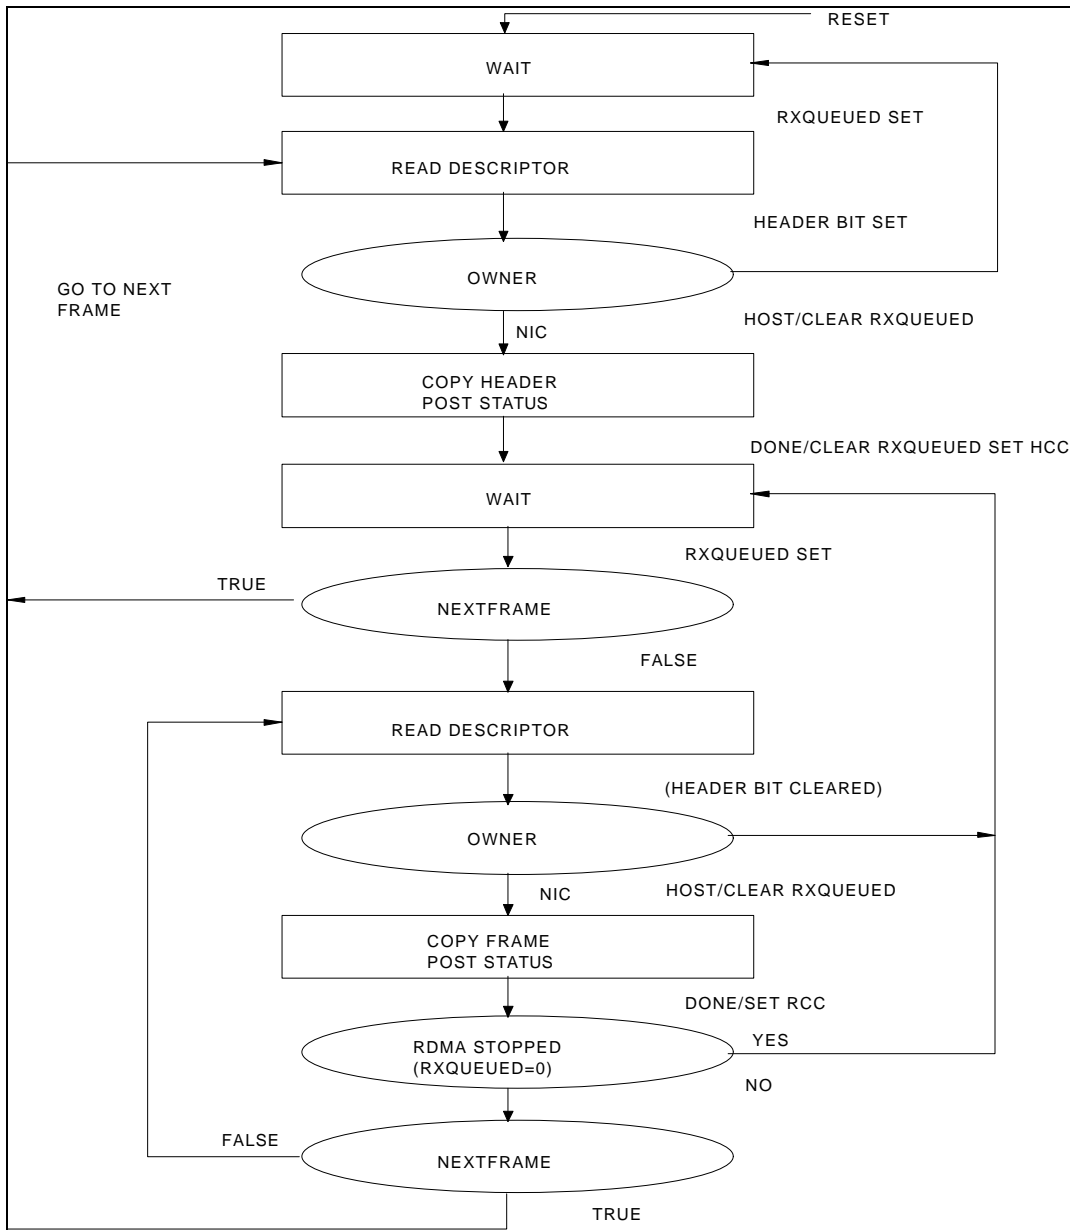 RESET
WAIT
RXQUEUED SET
READ DESCRIPTOR
HEADER BIT SET
OWNER
GO TO NEXT
FRAME
HOST/CLEAR RXQUEUED
NIC
COPY HEADER
POST STATUS
DONE/CLEAR RXQUEUED SET HCC
WAIT
RXQUEUED SET
TRUE
NEXTFRAME
FALSE
READ DESCRIPTOR
(HEADER BIT CLEARED)
OWNER
HOST/CLEAR RXQUEUED
NIC
COPY FRAME
POST STATUS
DONE/SET RCC
YES
RDMA STOPPED
(RXQUEUED=0)
NO
FALSE
NEXTFRAME
TRUE